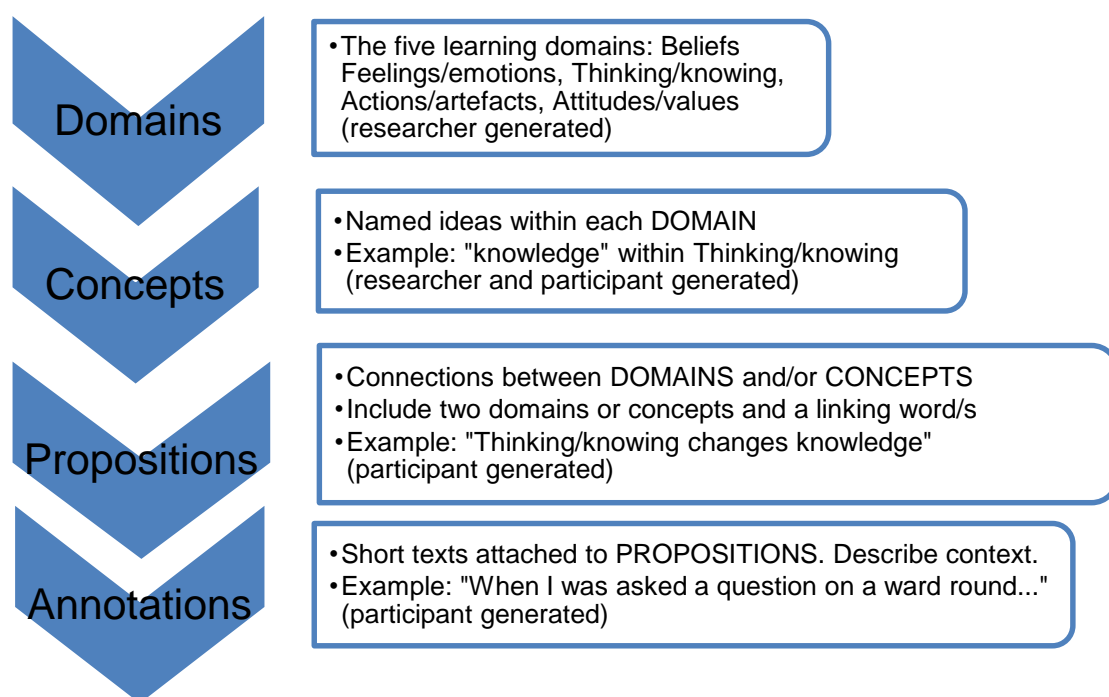 Domains
•The five learning domains: Beliefs
Feelings/emotions, Thinking/knowing,
Actions/artefacts, Attitudes/values
(researcher generated)
Concepts
•Named ideas within each DOMAIN
•Example: "knowledge" within Thinking/knowing
(researcher and participant generated)
Propositions
•Connections between DOMAINS and/or CONCEPTS
•Include two domains or concepts and a linking word/s
•Example: "Thinking/knowing changes knowledge"
(participant generated)
Annotations
•Short texts attached to PROPOSITIONS. Describe context.
•Example: "When I was asked a question on a ward round..."
(participant generated)